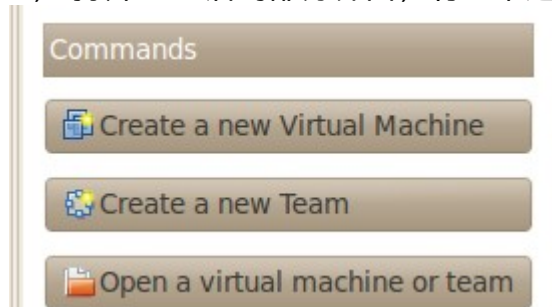 Commands
Create a new Virtual Machine
Create a new Team
Open a virtual machine or team